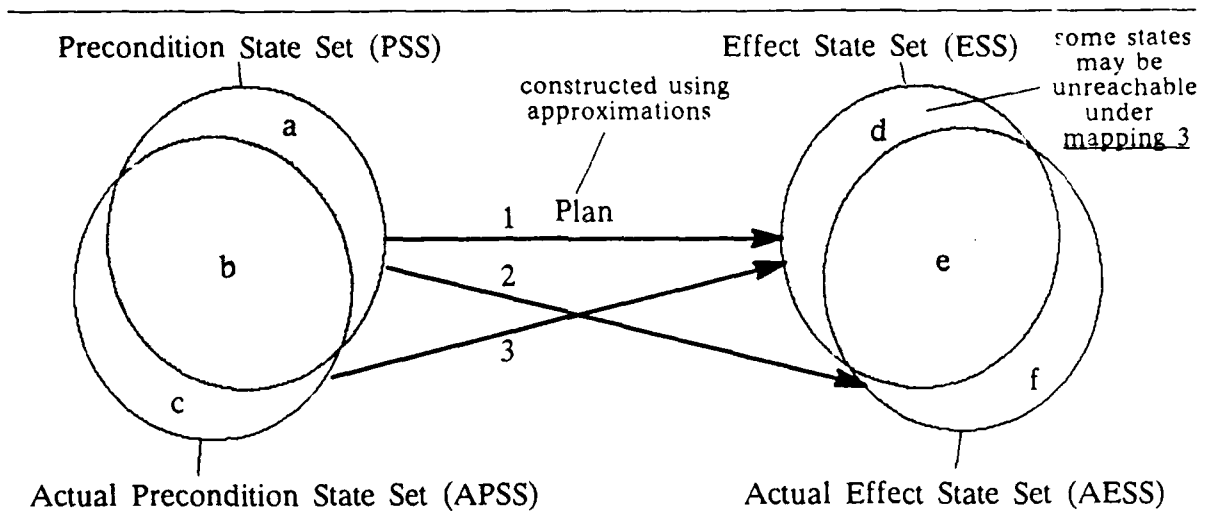 Precondition State Set (PSS)
Effect State Set (ESS)
some states
may be
unreachable
under
mapping 3
constructed using
approximations
a
d
1
Plan
b
2
e
3
c
f
Actual Precondition State Set (APSS)
Actual Effect State Set (AESS)